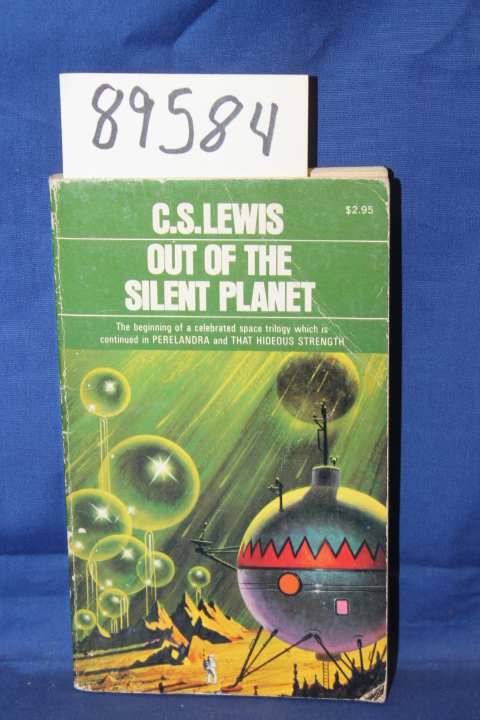 89584
C.S.LEWIS
$2.95
OUT OF THE
SILENT PLANET
The beginning of a celebrated space trilogy which is
continued in PERELANDRA and THAT HIDEOUS STRENGTH